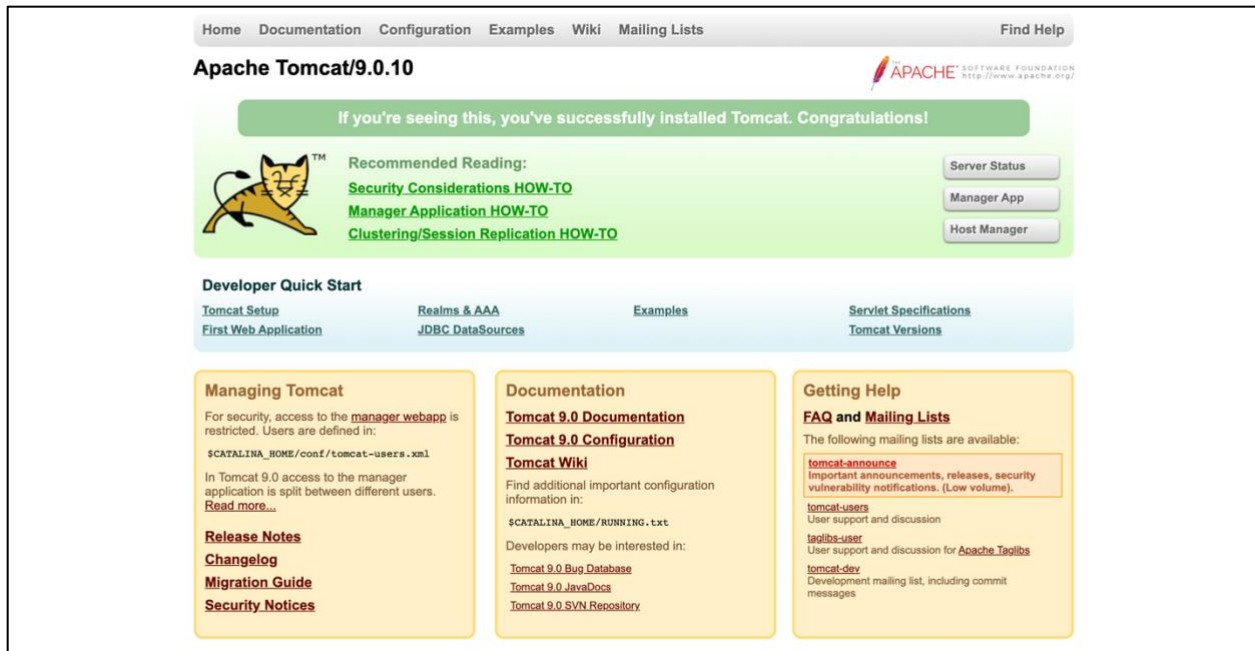 Home Documentation Configuration Examples Wiki Mailing Lists Find Help
Apache Tomcat/9.0.10
THE
APACHE SOFTWARE FOUNDATION
http://www.apache.org/
If you're seeing this, you've successfully installed Tomcat. Congratulations!
TM
Recommended Reading:
Security Considerations HOW-TO
Manager Application HOW-TO
Clustering/Session Replication HOW-TO
Server Status
Manager App
Host Manager
Developer Quick Start
Tomcat Setup
First Web Application
Realms & AAA
JDBC DataSources
Examples
Servlet Specifications
Tomcat Versions
Managing Tomcat
For security, access to the manager webapp is
restricted. Users are defined in:
$CATALINA_HOME/conf/tomcat-users.xml
In Tomcat 9.0 access to the manager
application is split between different users.
Read more...
Release Notes
Changelog
Migration Guide
Security Notices
Documentation
Tomcat 9.0 Documentation
Tomcat 9.0 Configuration
Tomcat Wiki
Find additional important configuration
information in:
$CATALINA_HOME/RUNNING.txt
Developers may be interested in:
Tomcat 9.0 Bug Database
Tomcat 9.0 JavaDocs
Tomcat 9.0 SVN Repository
Getting Help
FAQ and Mailing Lists
The following mailing lists are available:
tomcat-announce
Important announcements, releases, security
vulnerability notifications. (Low volume).
tomcat-users
User support and discussion
taglibs-user
User support and discussion for Apache Taglibs
tomcat-dev
Development mailing list, including commit
messages